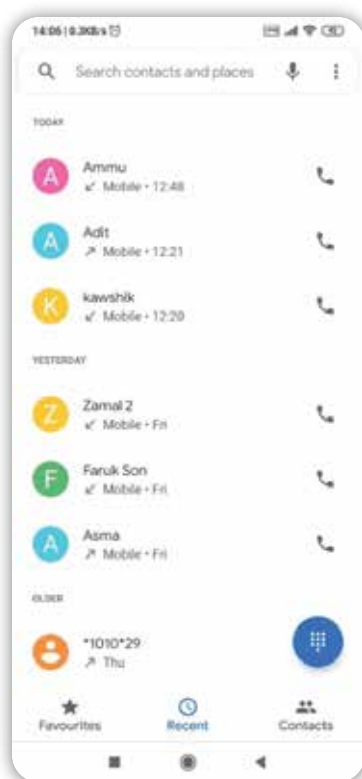 14:06 | 0.3KB/s
Search contacts and places
TODAY
A
Ammu
↙ Mobile • 12:48
A
Adit
↗ Mobile • 12:21
K
kawshik
↙ Mobile • 12:20
YESTERDAY
Z
Zamal 2
↙ Mobile • Fri
F
Faruk Son
↙ Mobile • Fri
A
Asma
↗ Mobile • Fri
OLDER
*1010*29
↗ Thu
Favourites Recent Contacts